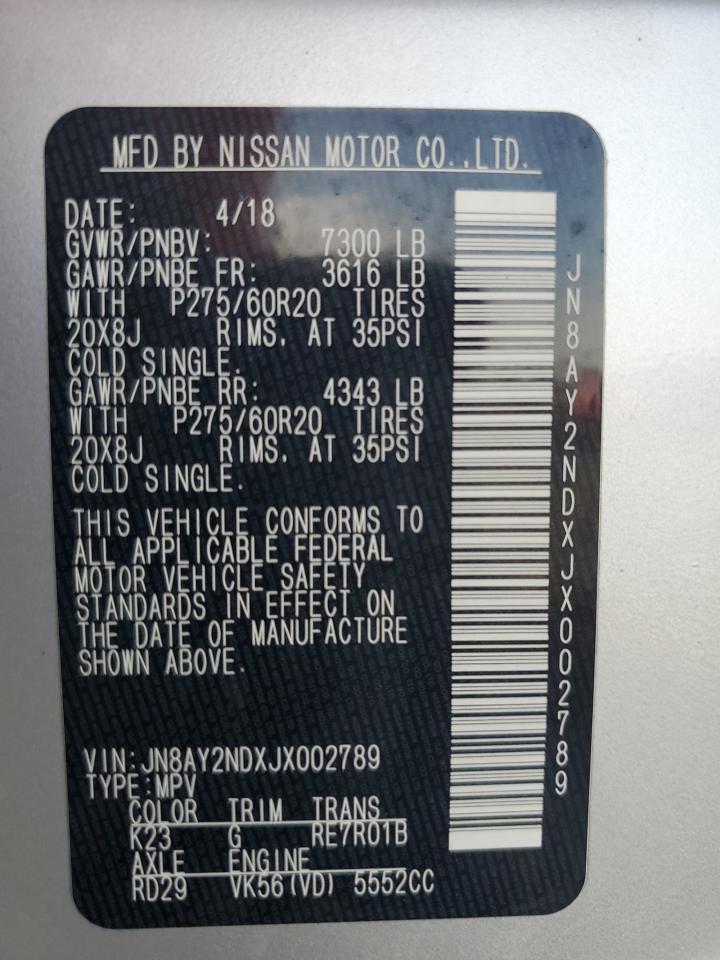 MFD BY NISSAN MOTOR CO.,LTD.
DATE: 4/18
GVWR/PNBV: 7300 LB
GAWR/PNBE FR: 3616 LB
WITH P275/60R20 TIRES
20X8J RIMS, AT 35PSI
COLD SINGLE.
GAWR/PNBE RR: 4343 LB
WITH P275/60R20 TIRES
20X8J RIMS, AT 35PSI
COLD SINGLE.
THIS VEHICLE CONFORMS TO
ALL APPLICABLE FEDERAL
MOTOR VEHICLE SAFETY
STANDARDS IN EFFECT ON
THE DATE OF MANUFACTURE
SHOWN ABOVE.
VIN:JN8AY2NDXJX002789
TYPE:MPV
COLOR TRIM TRANS
K23 G RE7R01B
AXLE ENGINE
RD29 VK56(VD) 5552CC
JN8AY2NDXJX002789